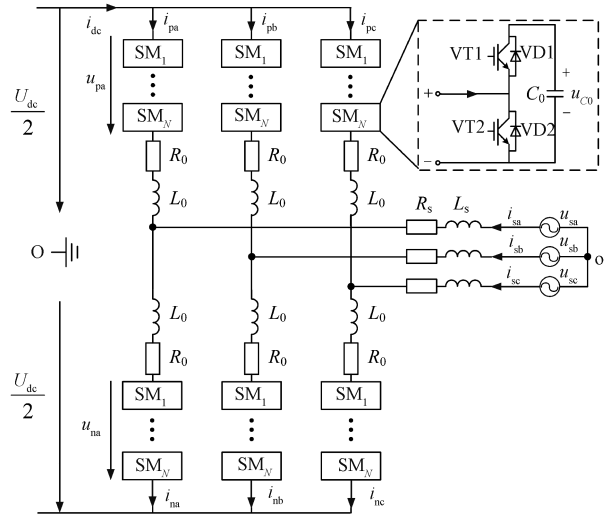 i_dc i_pa i_pb i_pc
SM_1 SM_1 SM_1
u_pa
U_dc/2
SM_N SM_N SM_N
R_0 R_0 R_0
L_0 L_0 L_0
VT1 VD1
+ C_0 + u_C0 −
VT2 VD2
−
R_s L_s i_sa u_sa
i_sb u_sb o
i_sc u_sc
O
L_0 L_0 L_0
R_0 R_0 R_0
U_dc/2
SM_1 SM_1 SM_1
u_na
SM_N SM_N SM_N
i_na i_nb i_nc